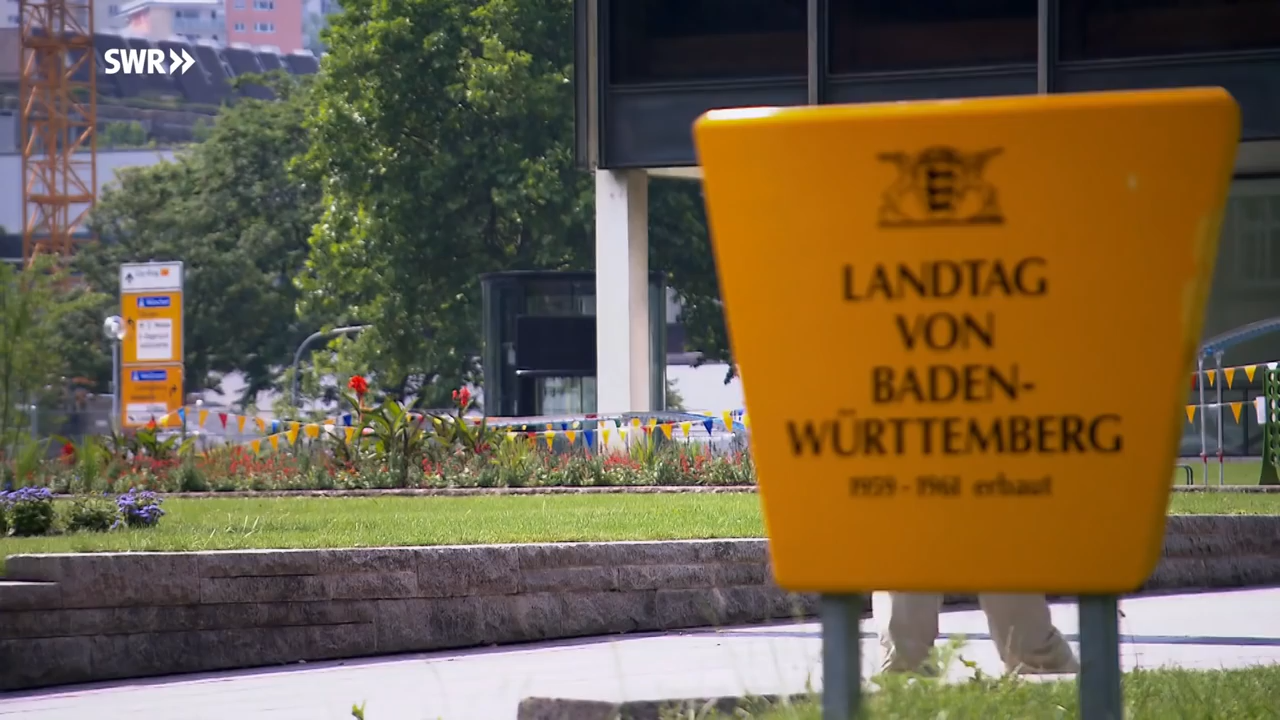 SWR
LANDTAG
VON
BADEN-
WÜRTTEMBERG
1959 - 1961 erbaut